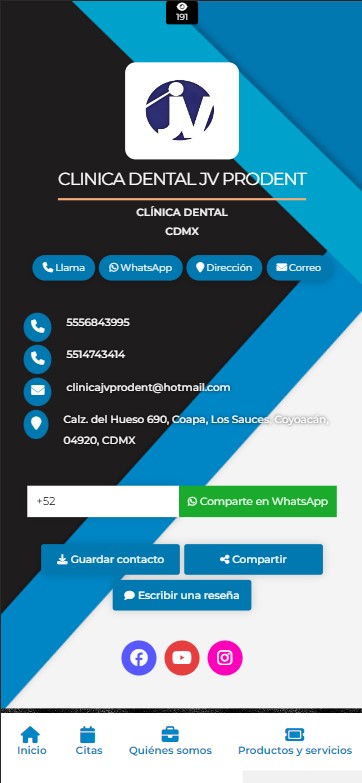 191
jv
CLINICA DENTAL JV PRODENT
CLÍNICA DENTAL
CDMX
Llama WhatsApp Dirección Correo
5556843995
5514743414
clinicajvprodent@hotmail.com
Calz. del Hueso 690, Coapa, Los Sauces, Coyoacán,
04920, CDMX
+52 Comparte en WhatsApp
Guardar contacto Compartir
Escribir una reseña
Inicio Citas Quiénes somos Productos y servicios